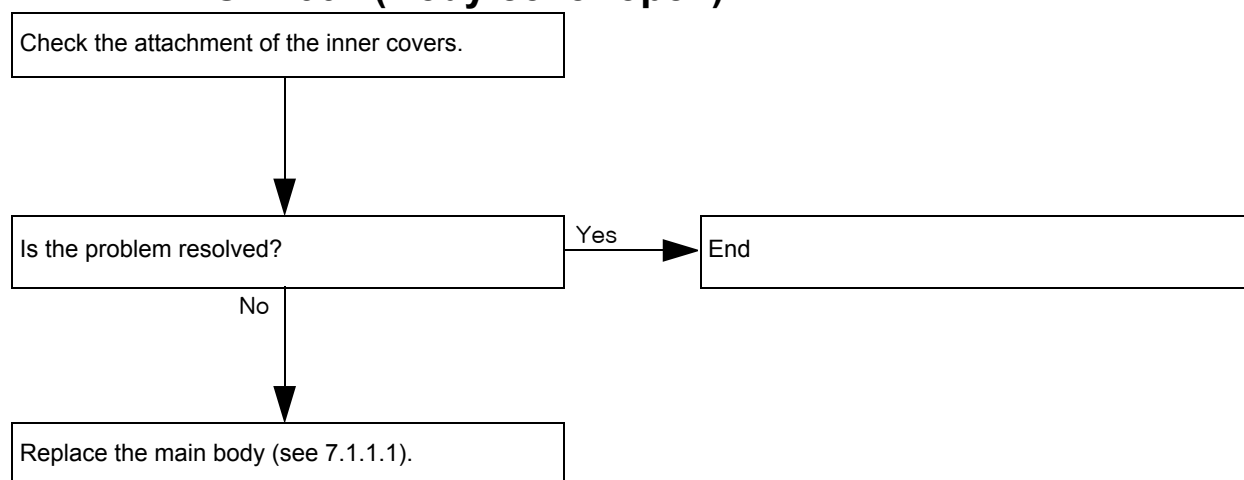 Check the attachment of the inner covers.
Is the problem resolved?
Yes
End
No
Replace the main body (see 7.1.1.1).